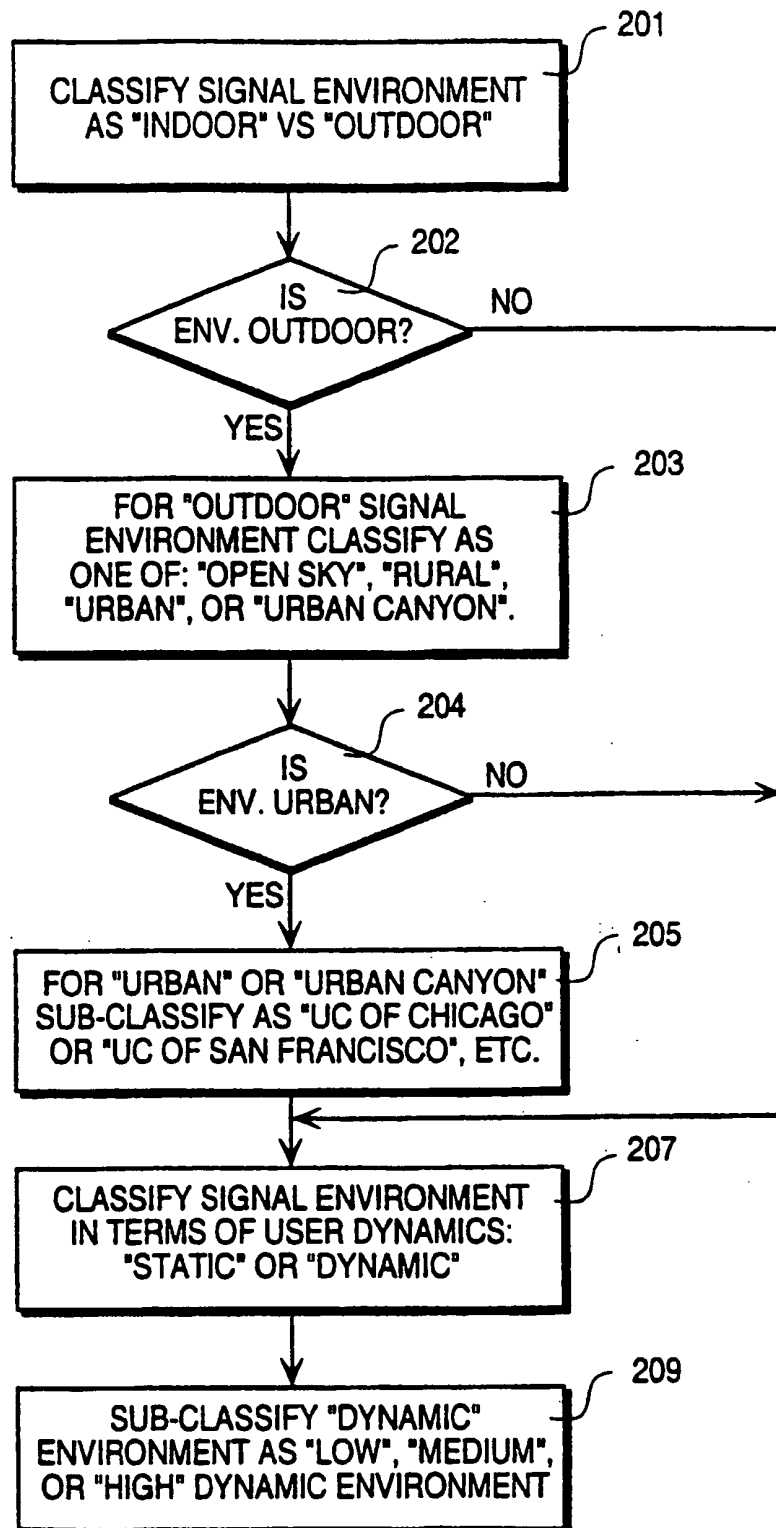 201
CLASSIFY SIGNAL ENVIRONMENT
AS "INDOOR" VS "OUTDOOR"
202
IS
ENV. OUTDOOR?
NO
YES
203
FOR "OUTDOOR" SIGNAL
ENVIRONMENT CLASSIFY AS
ONE OF: "OPEN SKY", "RURAL",
"URBAN", OR "URBAN CANYON".
204
IS
ENV. URBAN?
NO
YES
205
FOR "URBAN" OR "URBAN CANYON"
SUB-CLASSIFY AS "UC OF CHICAGO"
OR "UC OF SAN FRANCISCO", ETC.
207
CLASSIFY SIGNAL ENVIRONMENT
IN TERMS OF USER DYNAMICS:
"STATIC" OR "DYNAMIC"
209
SUB-CLASSIFY "DYNAMIC"
ENVIRONMENT AS "LOW", "MEDIUM",
OR "HIGH" DYNAMIC ENVIRONMENT